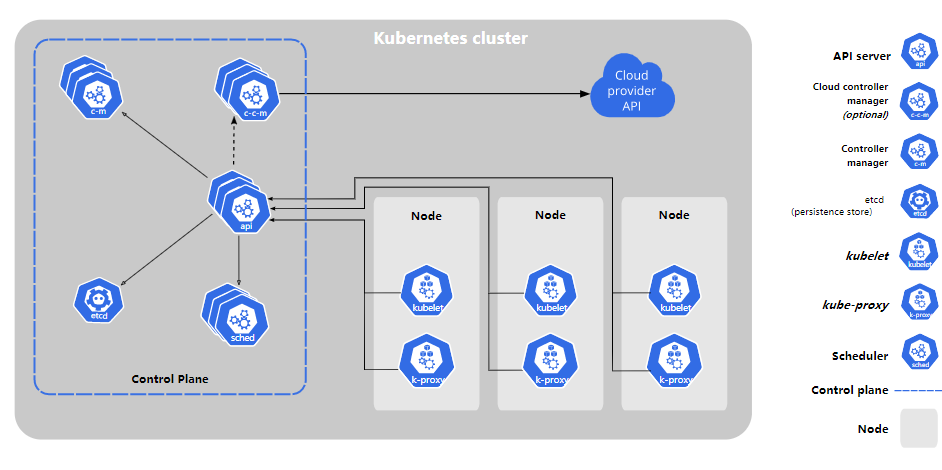 Kubernetes cluster
c-m
c-c-m
Cloud
provider
API
api
etcd
sched
Control Plane
Node
kubelet
k-proxy
Node
kubelet
k-proxy
Node
kubelet
k-proxy
API server
api
Cloud controller
manager
(optional)
c-c-m
Controller
manager
c-m
etcd
(persistence store)
etcd
kubelet
kubelet
kube-proxy
k-proxy
Scheduler
sched
Control plane
Node